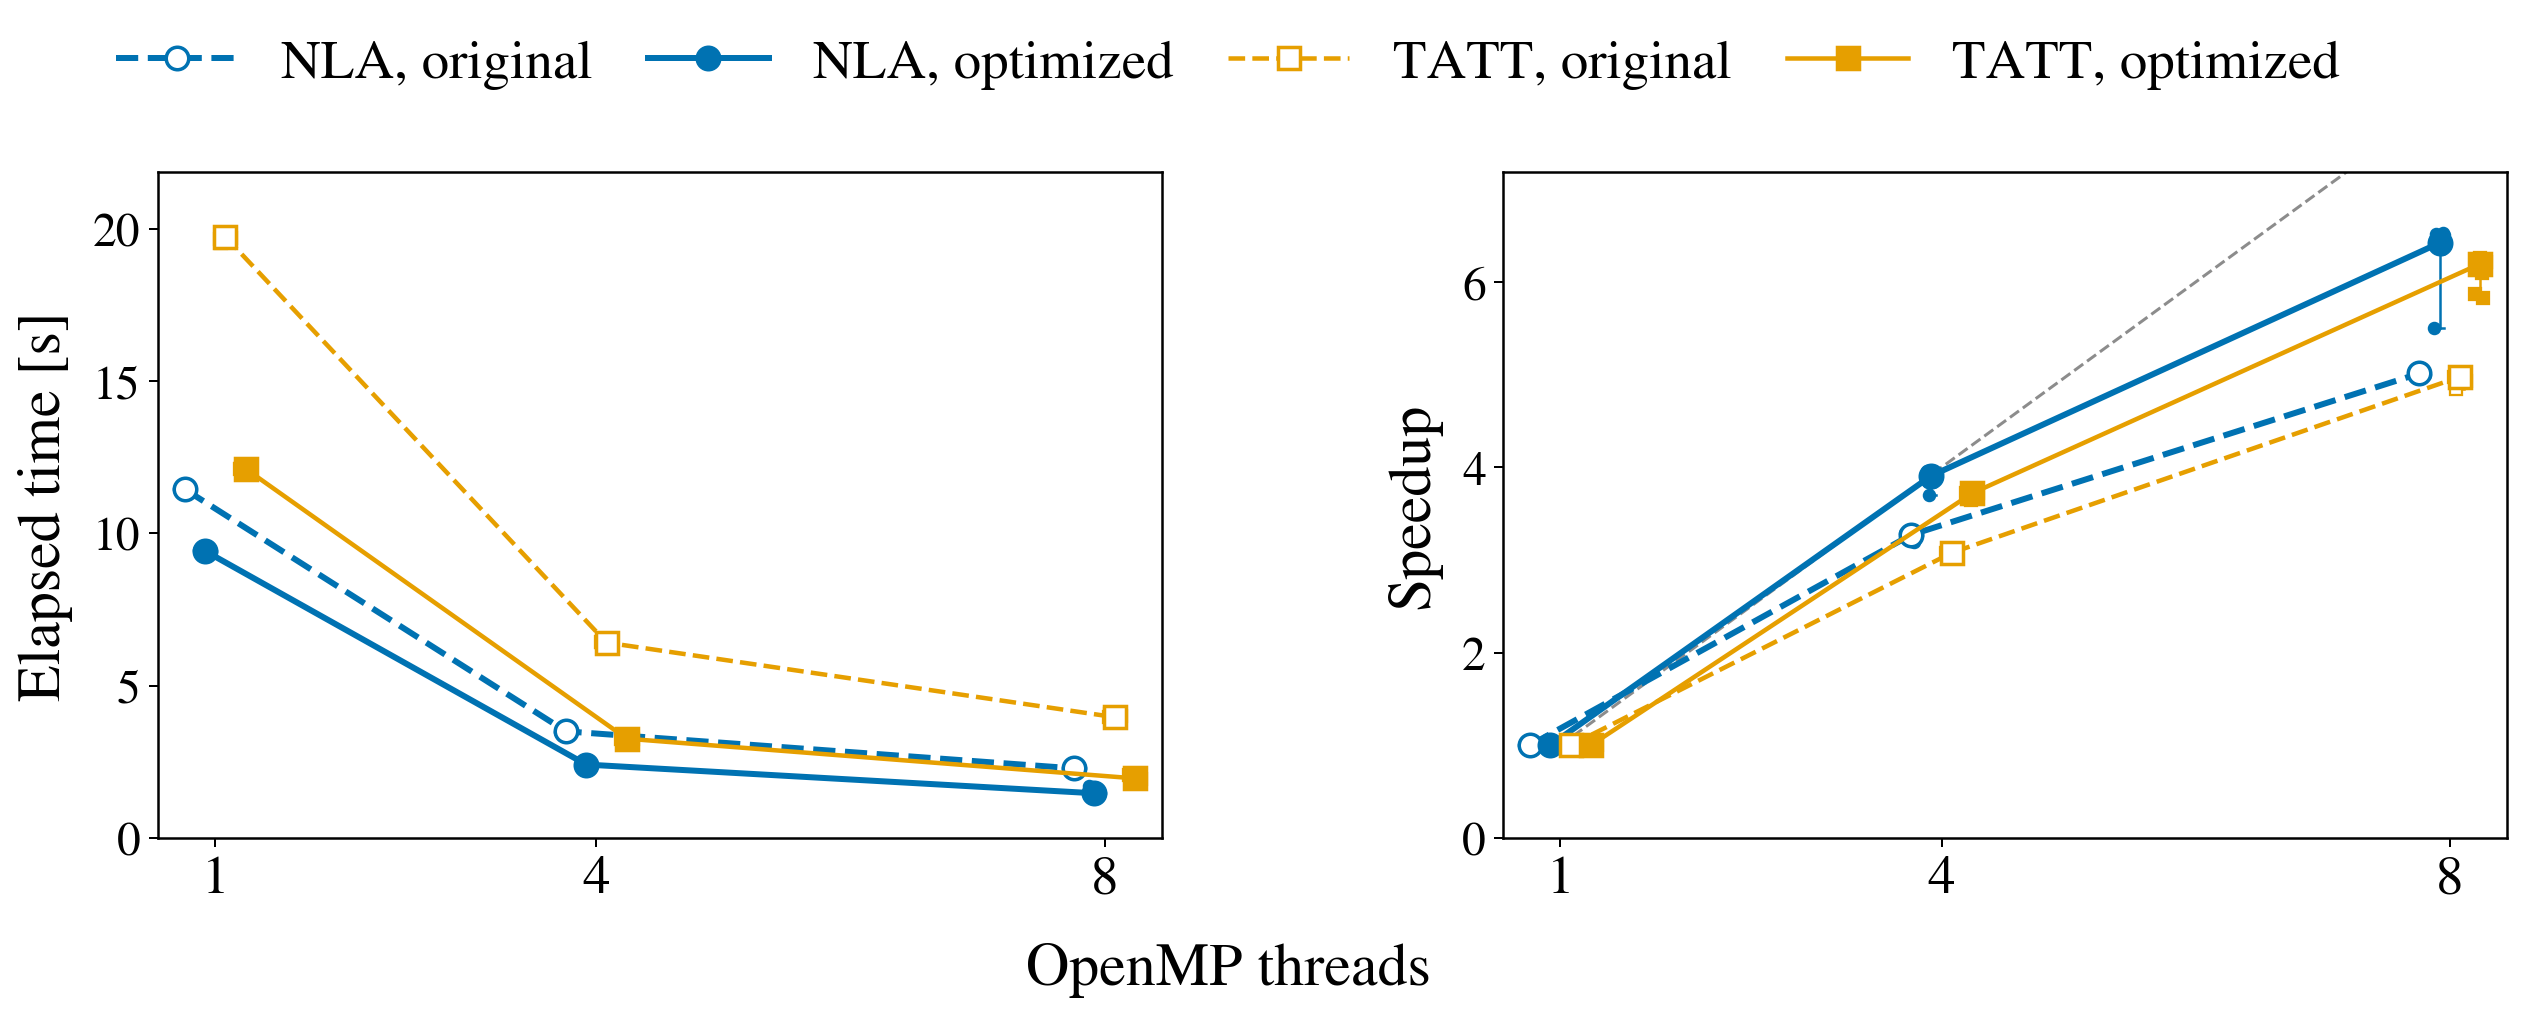 NLA, original NLA, optimized TATT, original TATT, optimized
Elapsed time [s]
20
15
10
5
0
1 4 8
Speedup
6
4
2
0
1 4 8
OpenMP threads